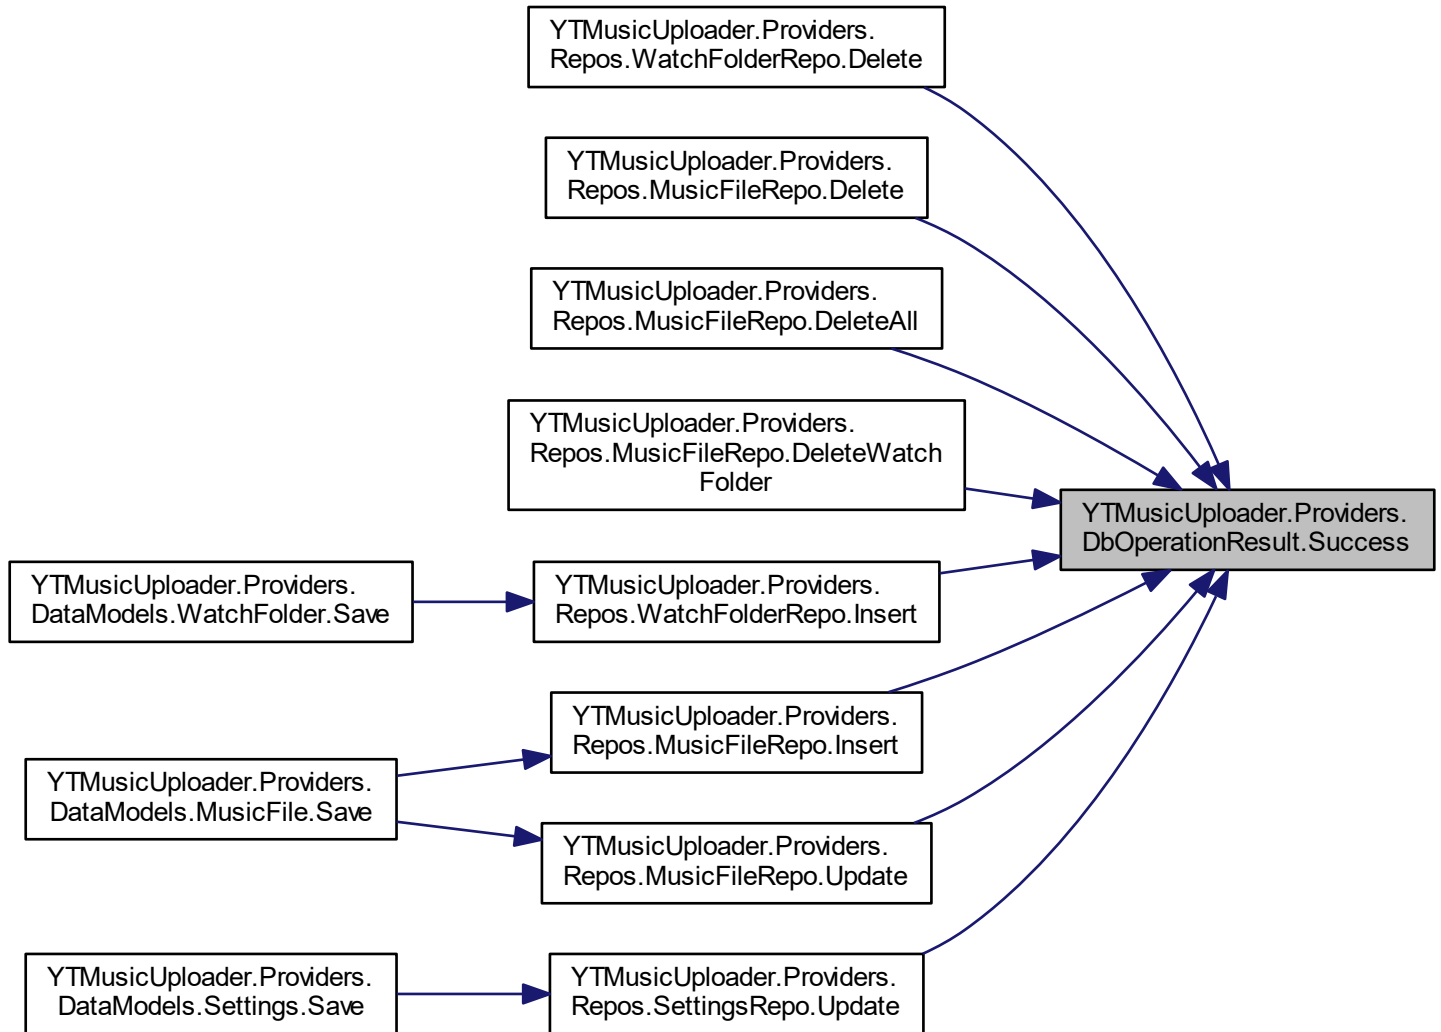 YTMusicUploader.Providers.
Repos.WatchFolderRepo.Delete
YTMusicUploader.Providers.
Repos.MusicFileRepo.Delete
YTMusicUploader.Providers.
Repos.MusicFileRepo.DeleteAll
YTMusicUploader.Providers.
Repos.MusicFileRepo.DeleteWatch
Folder
YTMusicUploader.Providers.
DbOperationResult.Success
YTMusicUploader.Providers.
DataModels.WatchFolder.Save
YTMusicUploader.Providers.
Repos.WatchFolderRepo.Insert
YTMusicUploader.Providers.
Repos.MusicFileRepo.Insert
YTMusicUploader.Providers.
DataModels.MusicFile.Save
YTMusicUploader.Providers.
Repos.MusicFileRepo.Update
YTMusicUploader.Providers.
DataModels.Settings.Save
YTMusicUploader.Providers.
Repos.SettingsRepo.Update